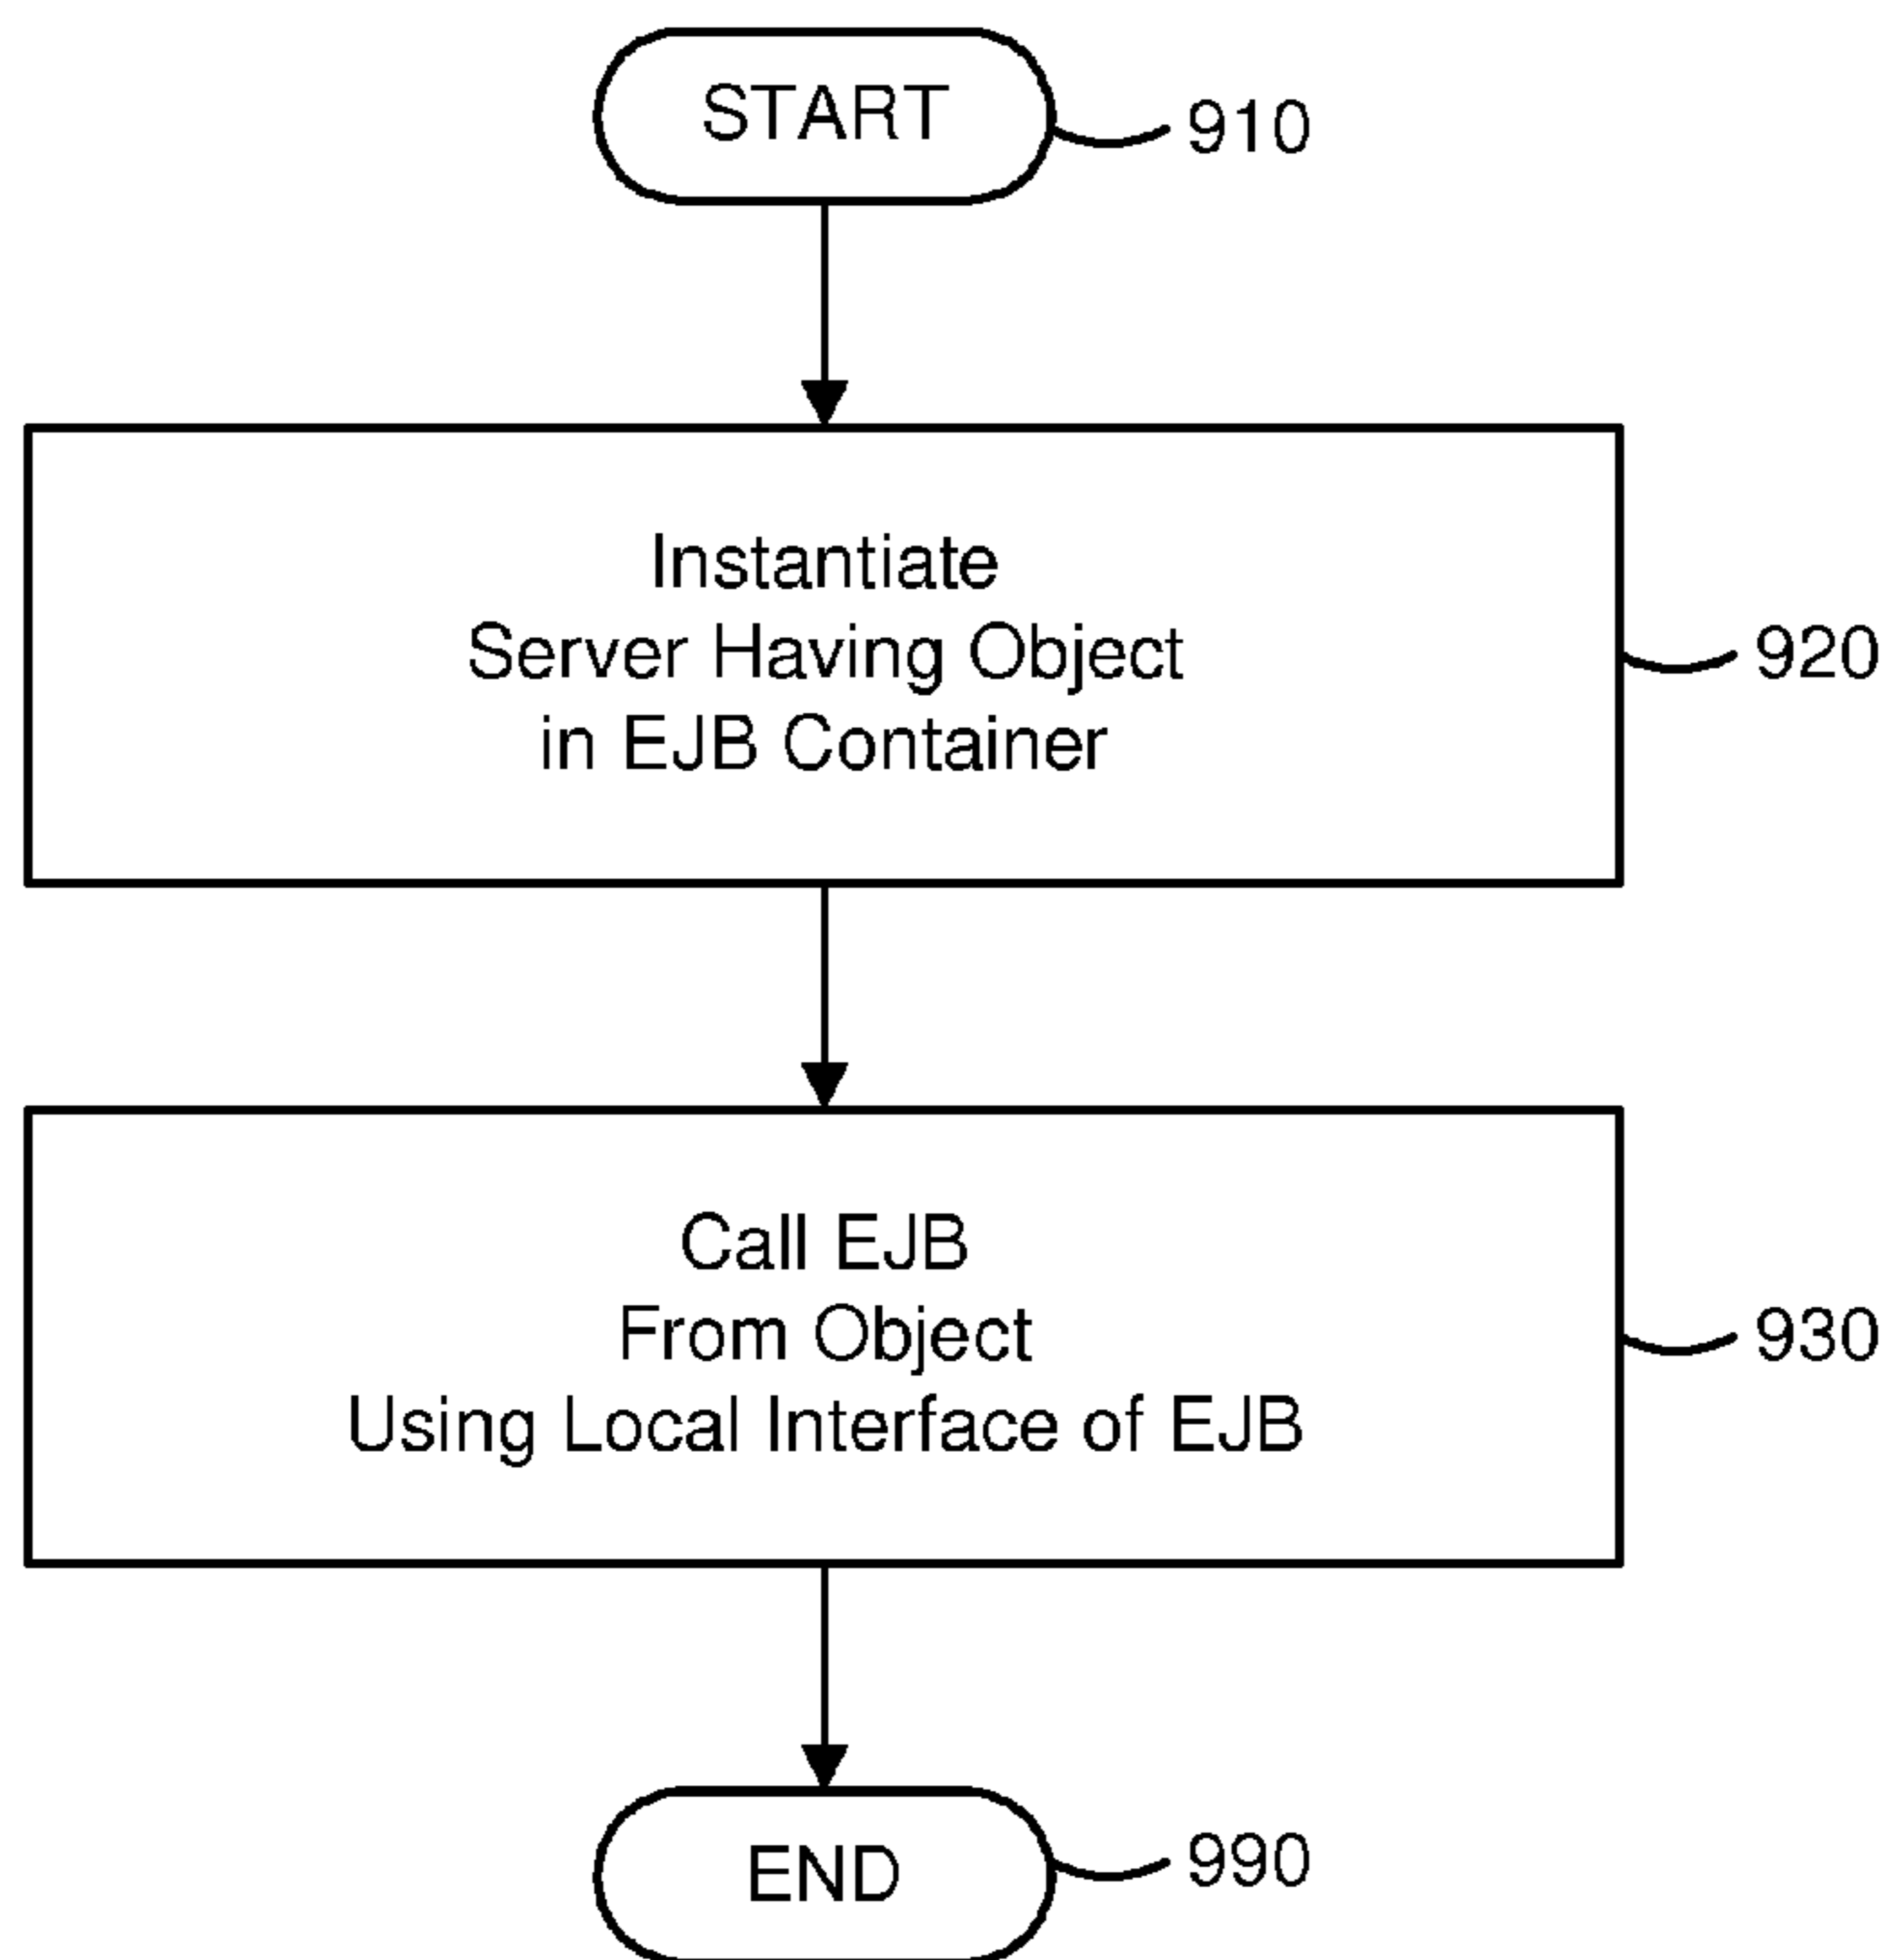 START
910
Instantiate
Server Having Object
in EJB Container
920
Call EJB
From Object
Using Local Interface of EJB
930
END
990